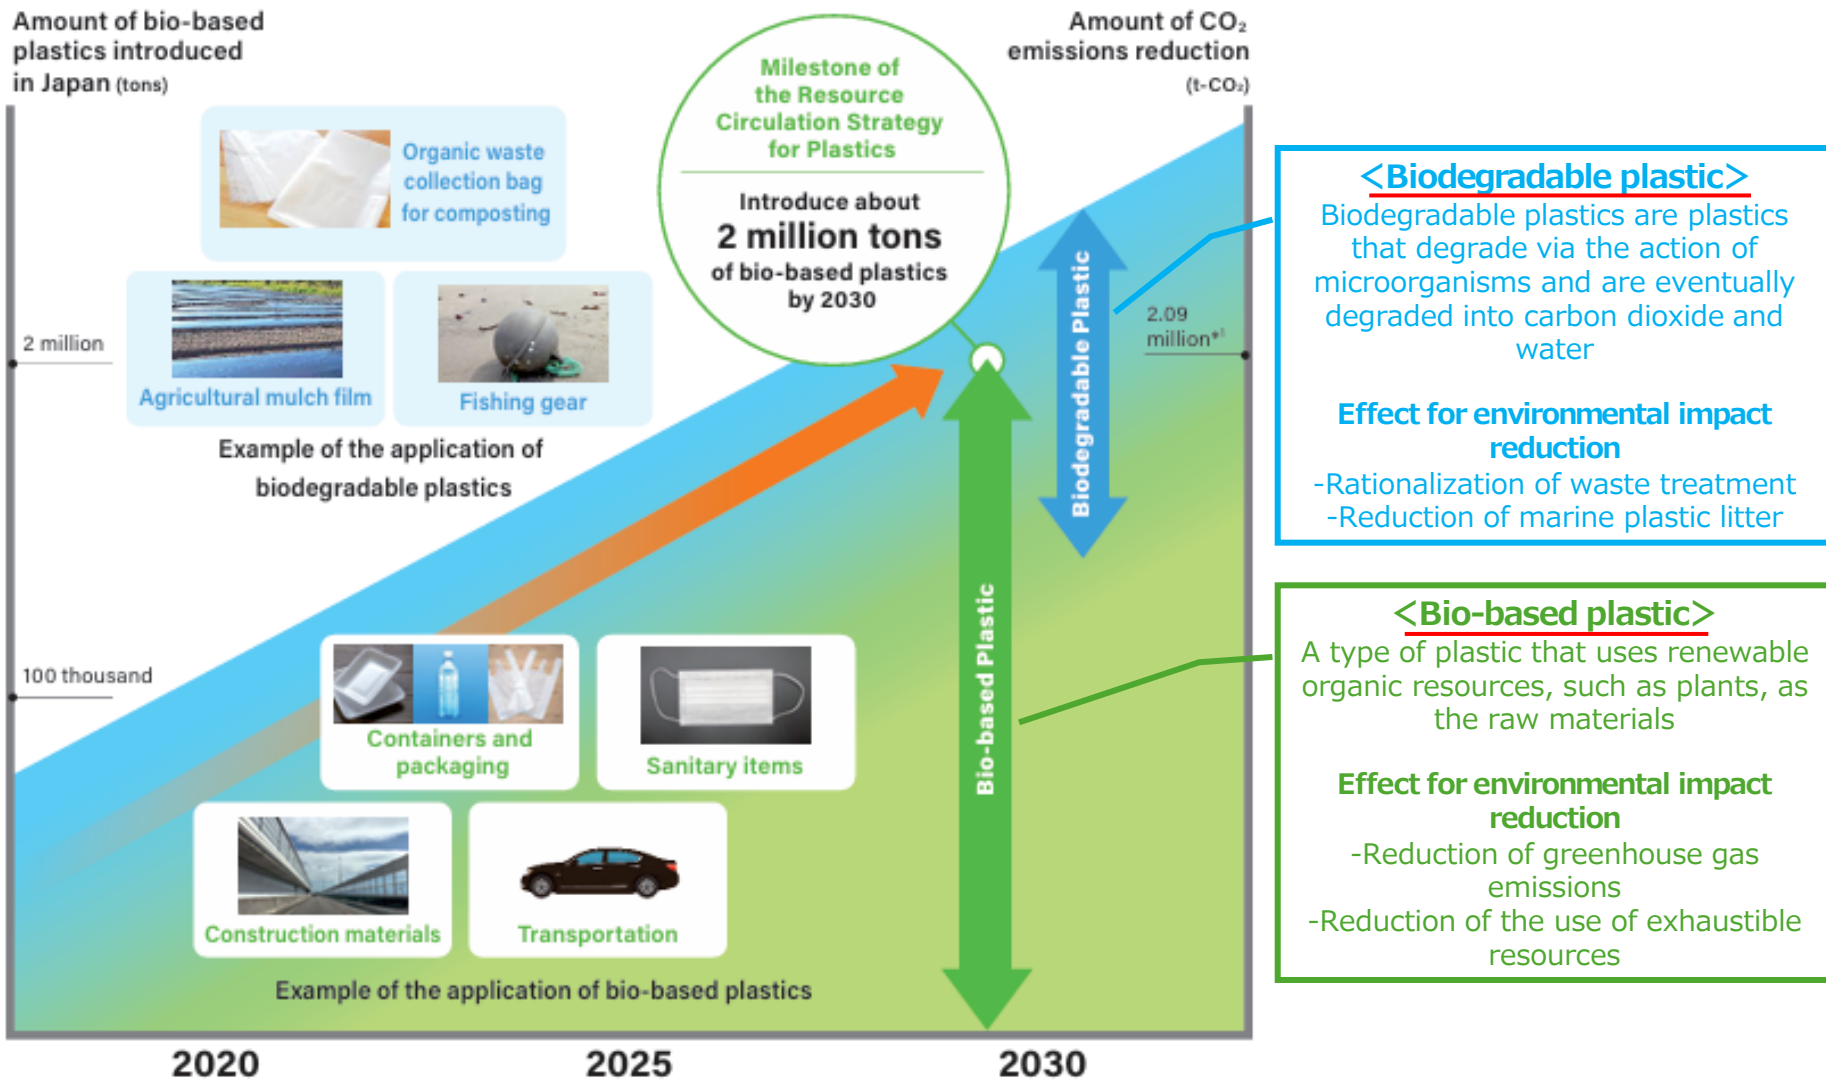 Amount of bio-based
plastics introduced
in Japan (tons)
Amount of CO₂
emissions reduction
(t-CO₂)
Milestone of
the Resource
Circulation Strategy
for Plastics
Introduce about
2 million tons
of bio-based plastics
by 2030
Organic waste
collection bag
for composting
Agricultural mulch film
Fishing gear
Example of the application of
biodegradable plastics
2 million
100 thousand
2.09
million*¹
Biodegradable Plastic
Bio-based Plastic
Containers and
packaging
Sanitary items
Construction materials
Transportation
Example of the application of bio-based plastics
2020
2025
2030
<Biodegradable plastic>
Biodegradable plastics are plastics
that degrade via the action of
microorganisms and are eventually
degraded into carbon dioxide and
water
Effect for environmental impact
reduction
-Rationalization of waste treatment
-Reduction of marine plastic litter
<Bio-based plastic>
A type of plastic that uses renewable
organic resources, such as plants, as
the raw materials
Effect for environmental impact
reduction
-Reduction of greenhouse gas
emissions
-Reduction of the use of exhaustible
resources